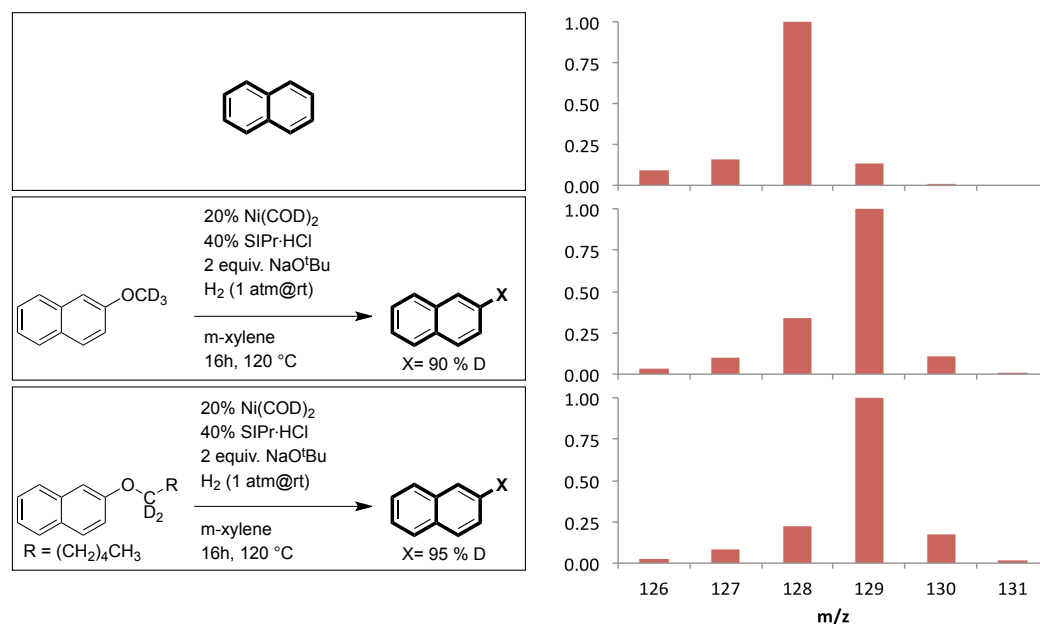 1.00
0.75
0.50
0.25
0.00
20% Ni(COD)2
40% SIPr·HCl
2 equiv. NaOtBu
H2 (1 atm@rt)
OCD3
X
m-xylene
16h, 120 °C
X= 90 % D
1.00
0.75
0.50
0.25
0.00
20% Ni(COD)2
40% SIPr·HCl
2 equiv. NaOtBu
H2 (1 atm@rt)
O
R
C
D2
X
R = (CH2)4CH3
m-xylene
16h, 120 °C
X= 95 % D
1.00
0.75
0.50
0.25
0.00
126 127 128 129 130 131
m/z